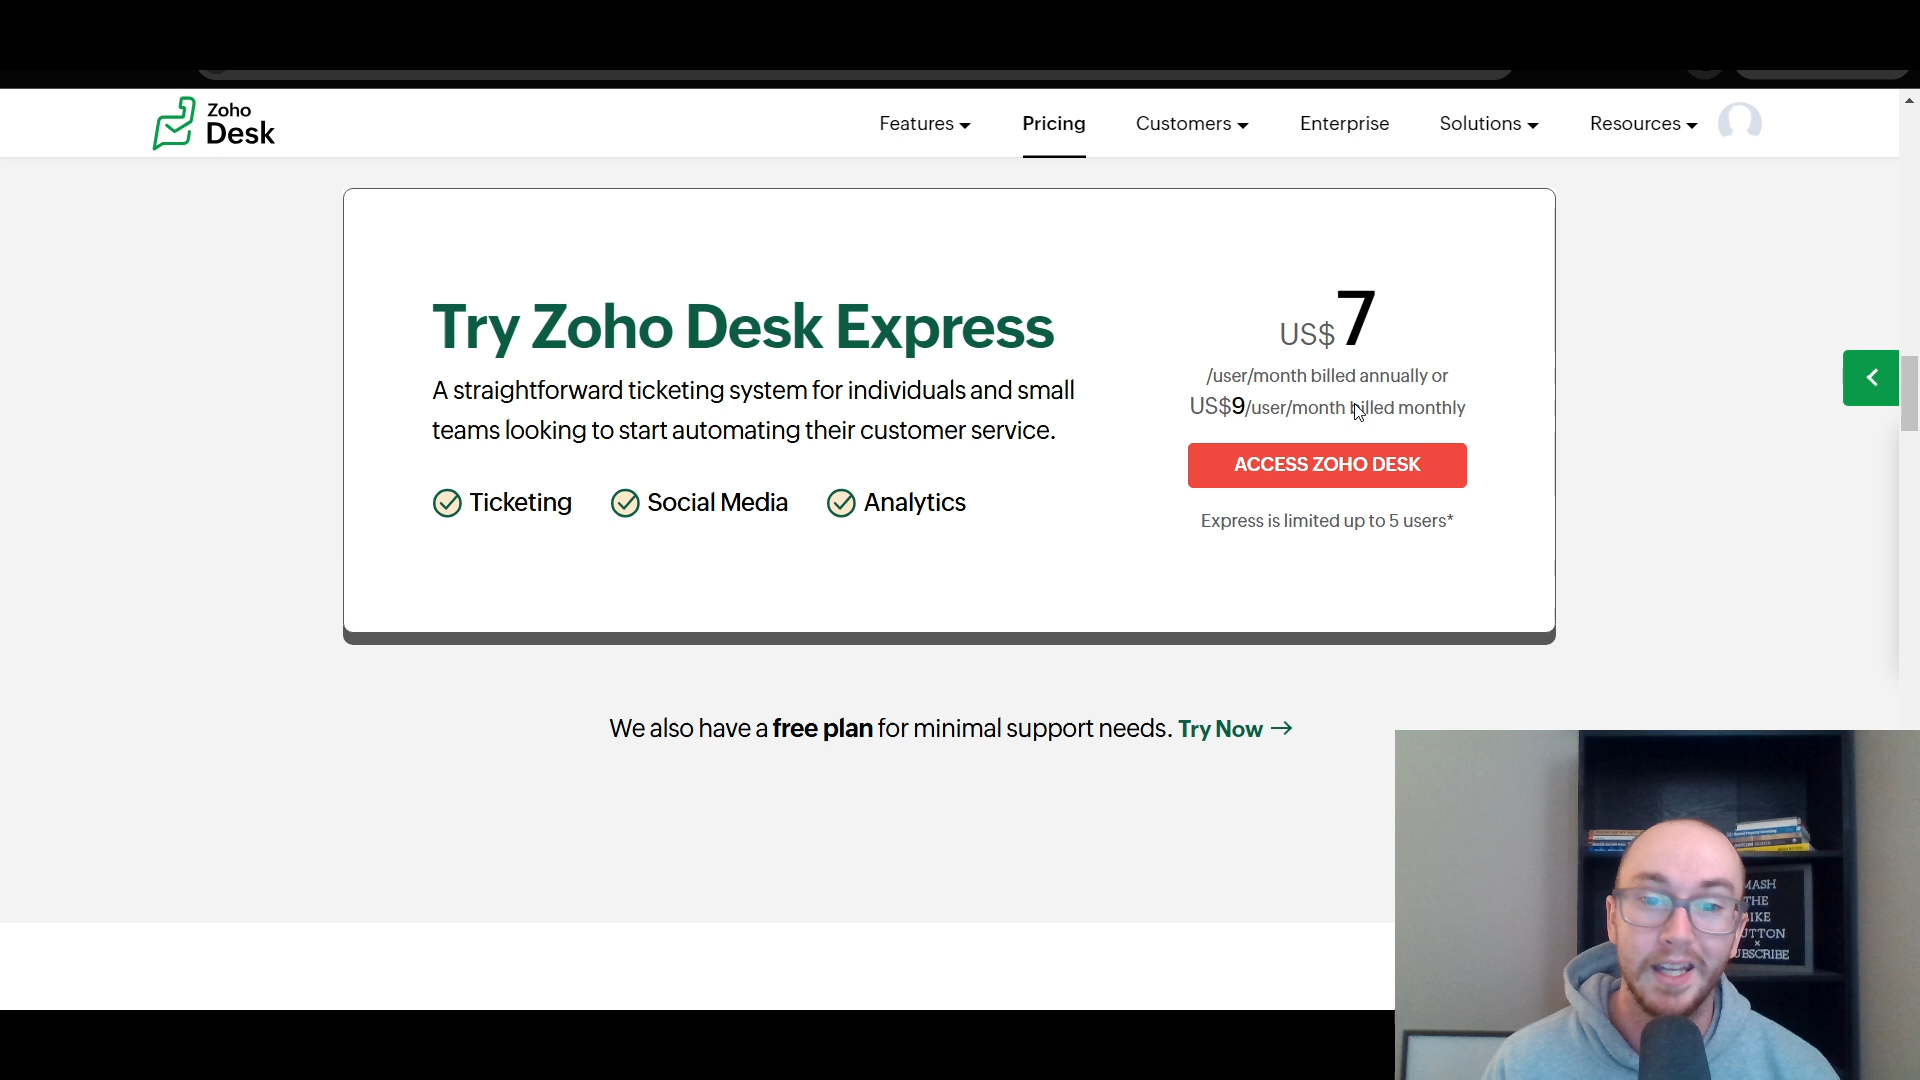 Zoho
Desk
Features
Pricing
Customers
Enterprise
Solutions
Resources
Try Zoho Desk Express
A straightforward ticketing system for individuals and small
teams looking to start automating their customer service.
Ticketing
Social Media
Analytics
US$7
/user/month billed annually or
US$9/user/month billed monthly
ACCESS ZOHO DESK
Express is limited up to 5 users*
We also have a free plan for minimal support needs. Try Now →
THE